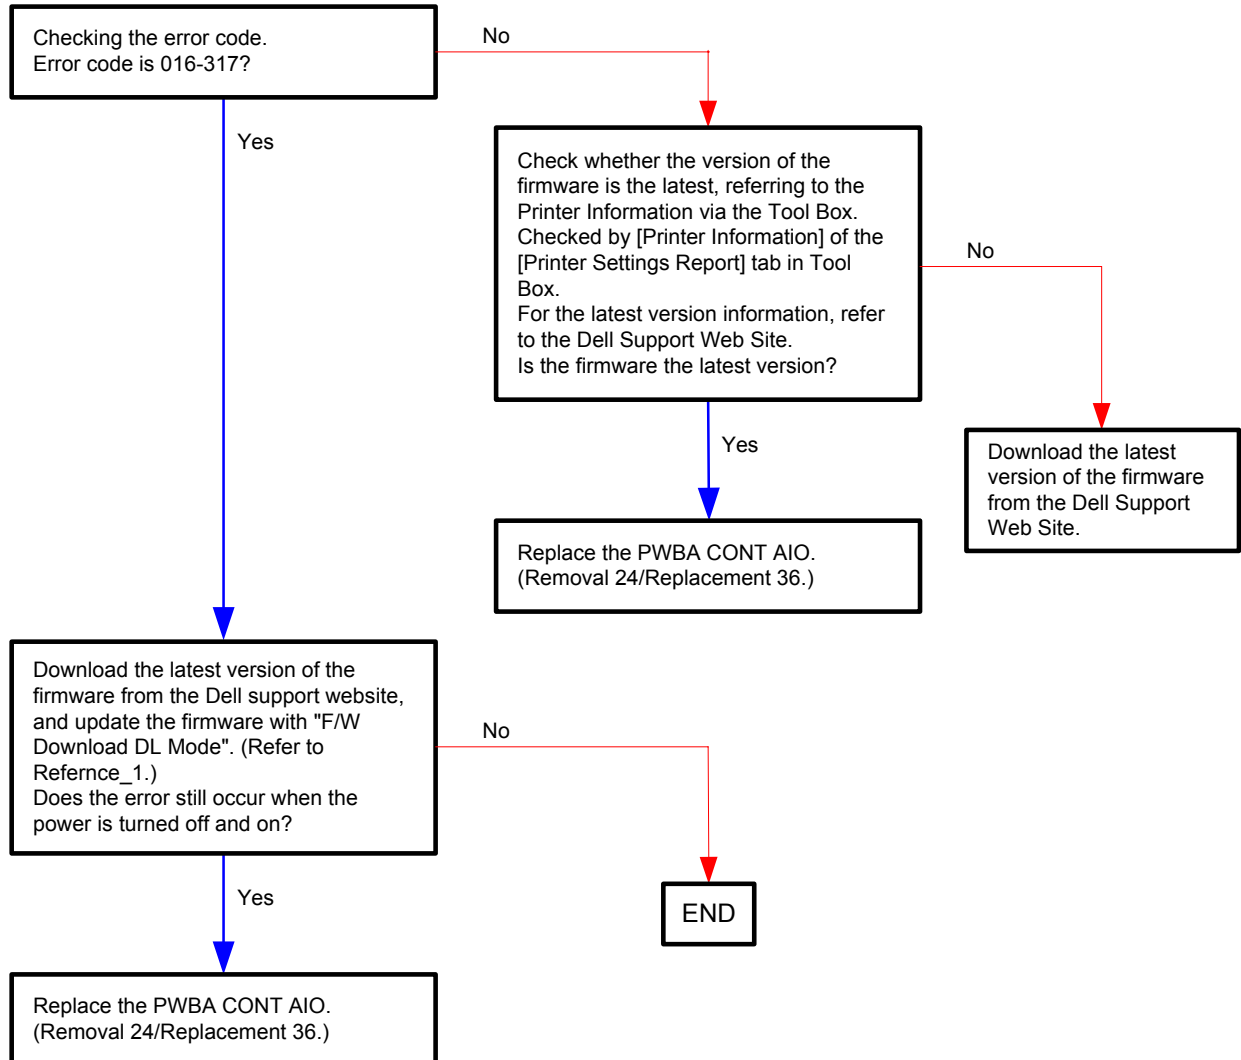 Checking the error code.
Error code is 016-317?
No
Yes
Check whether the version of the
firmware is the latest, referring to the
Printer Information via the Tool Box.
Checked by [Printer Information] of the
[Printer Settings Report] tab in Tool
Box.
For the latest version information, refer
to the Dell Support Web Site.
Is the firmware the latest version?
No
Yes
Download the latest
version of the firmware
from the Dell Support
Web Site.
Replace the PWBA CONT AIO.
(Removal 24/Replacement 36.)
Download the latest version of the
firmware from the Dell support website,
and update the firmware with "F/W
Download DL Mode". (Refer to
Refernce_1.)
Does the error still occur when the
power is turned off and on?
No
Yes
END
Replace the PWBA CONT AIO.
(Removal 24/Replacement 36.)